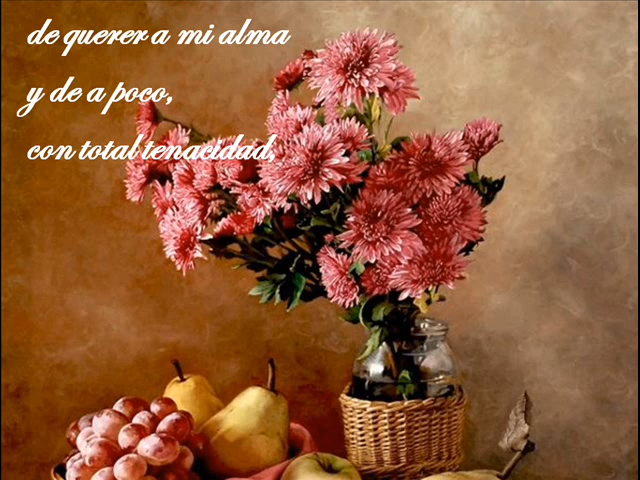 de querer a mi alma
y de a poco,
con total tenacidad,